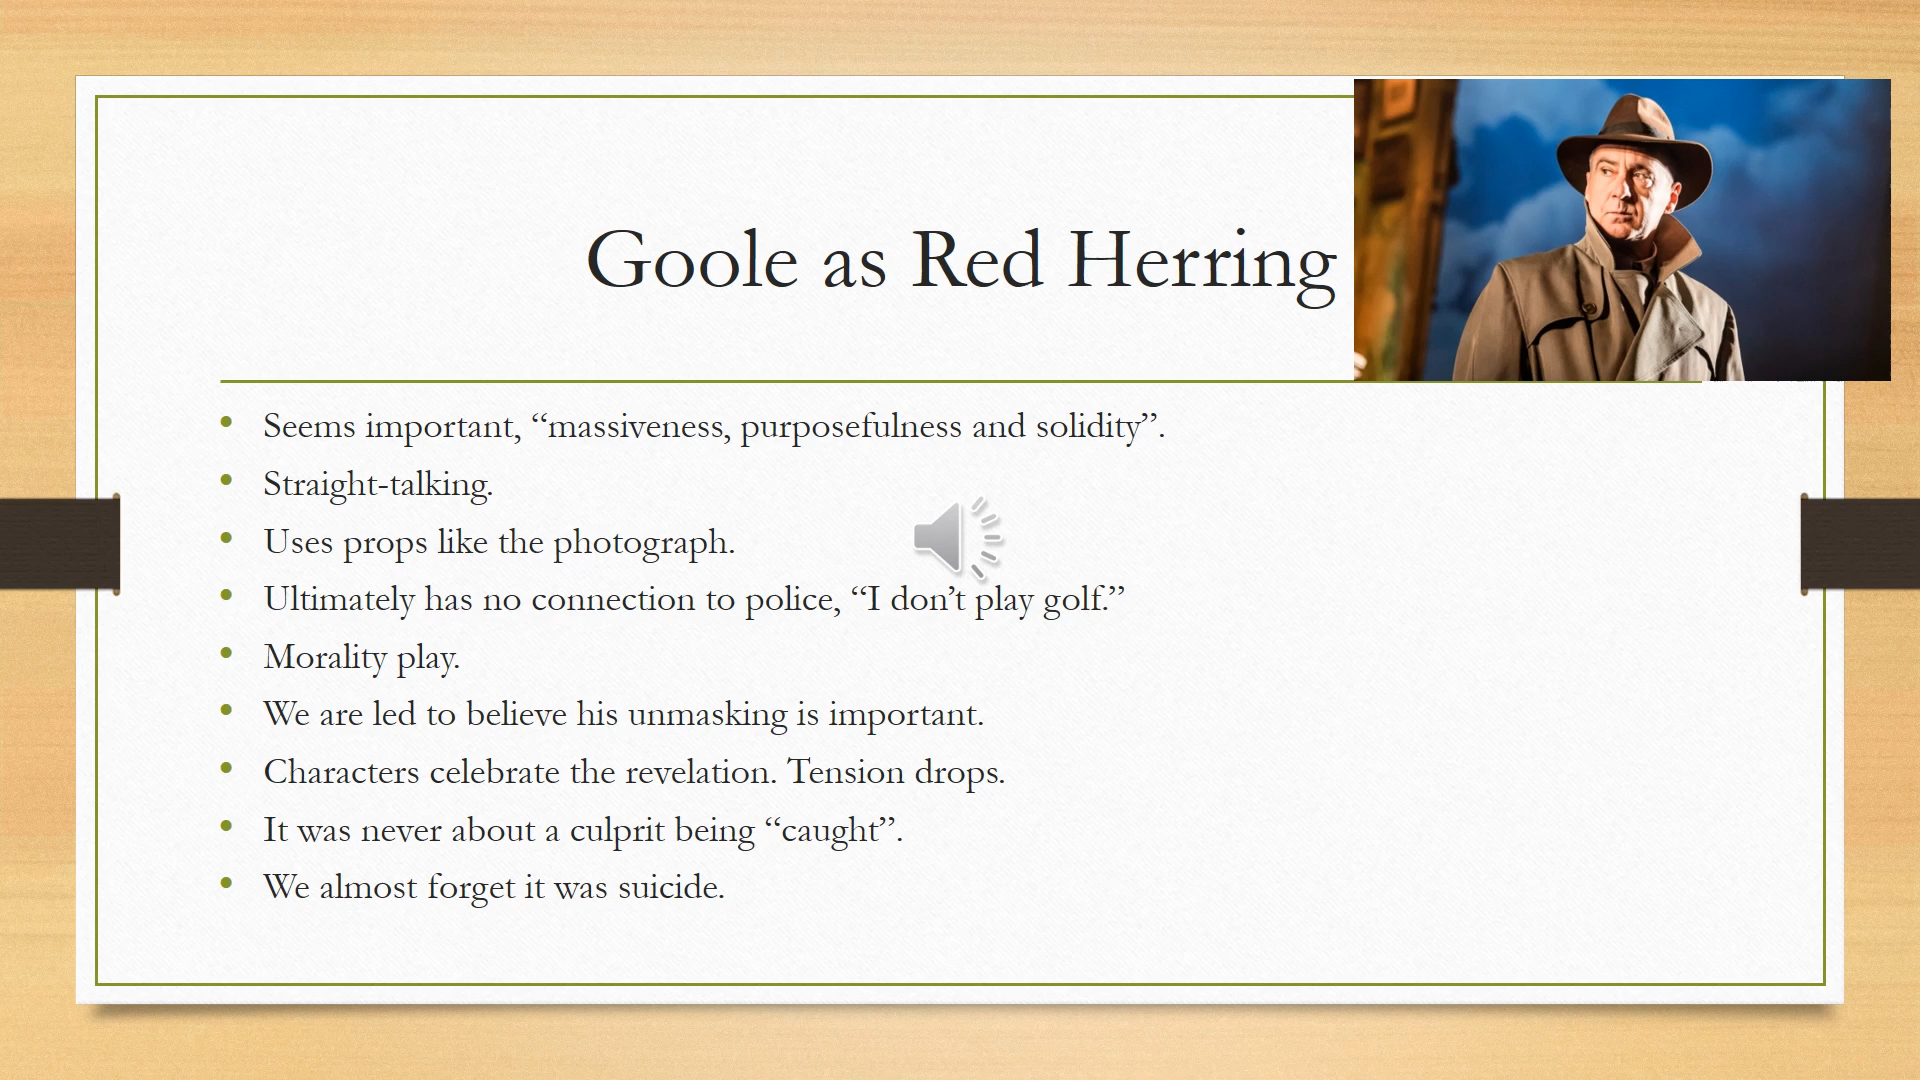 Goole as Red Herring
• Seems important, “massiveness, purposefulness and solidity”.
• Straight-talking.
• Uses props like the photograph.
• Ultimately has no connection to police, “I don’t play golf.”
• Morality play.
• We are led to believe his unmasking is important.
• Characters celebrate the revelation. Tension drops.
• It was never about a culprit being “caught”.
• We almost forget it was suicide.